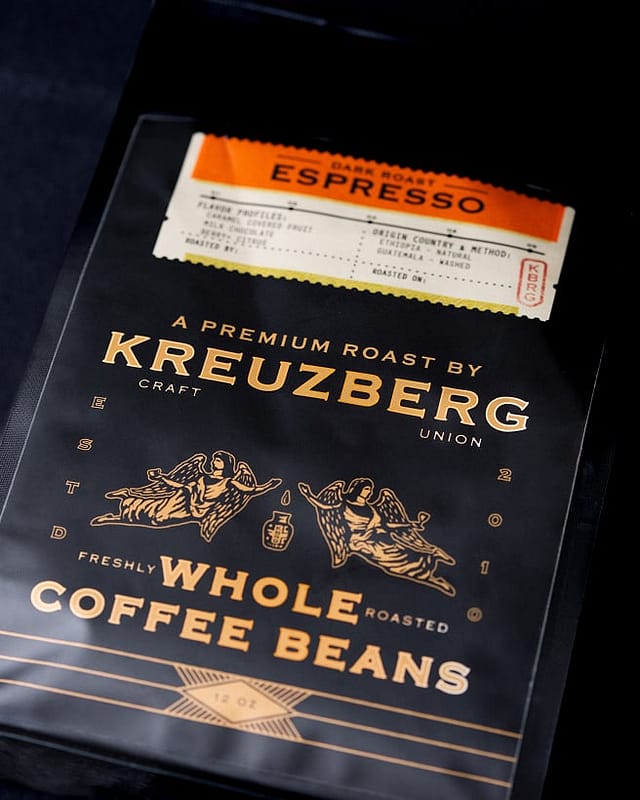 DARK ROAST
ESPRESSO
FLAVOR PROFILES:
CARAMEL COVERED FRUIT
MILK CHOCOLATE
BERRY, CITRUS
ROASTED BY:
ORIGIN COUNTRY & METHOD:
ETHIOPIA - NATURAL
GUATEMALA - WASHED
ROASTED ON:
KBRG
A PREMIUM ROAST BY
KREUZBERG
CRAFT
UNION
ESTD
2010
FRESHLY WHOLE
ROASTED
COFFEE BEANS
12 OZ